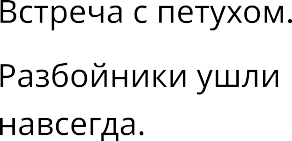 Встреча с петухом.
Разбойники ушли
навсегда.